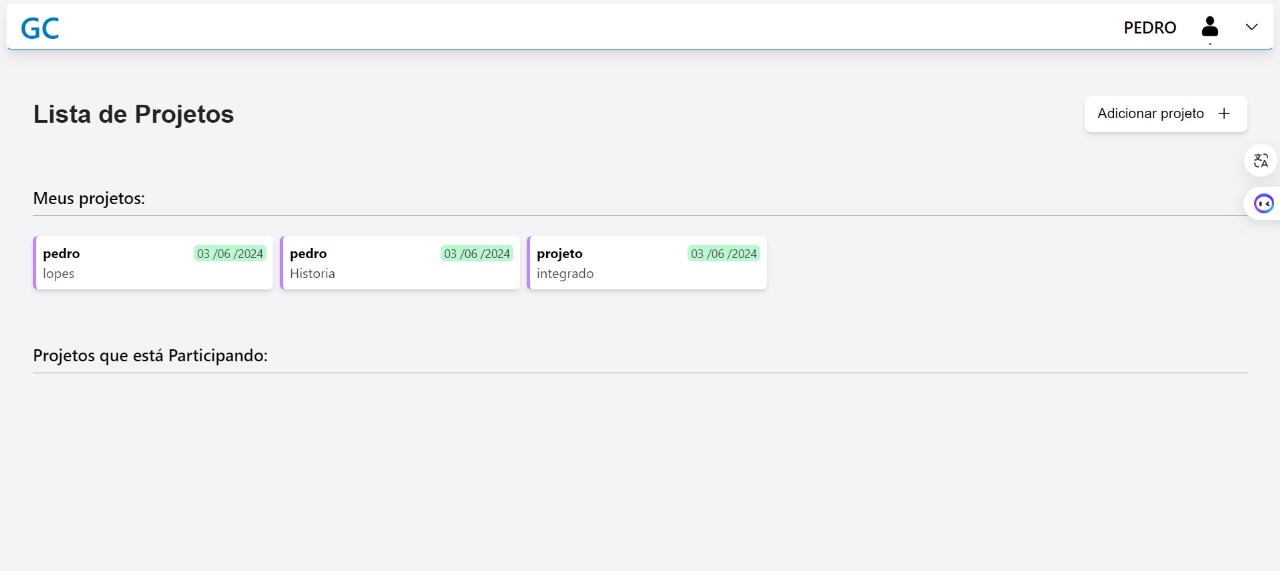 GC
PEDRO
Lista de Projetos
Adicionar projeto +
Meus projetos:
pedro 03 /06 /2024
lopes
pedro 03 /06 /2024
Historia
projeto 03 /06 /2024
integrado
Projetos que está Participando: